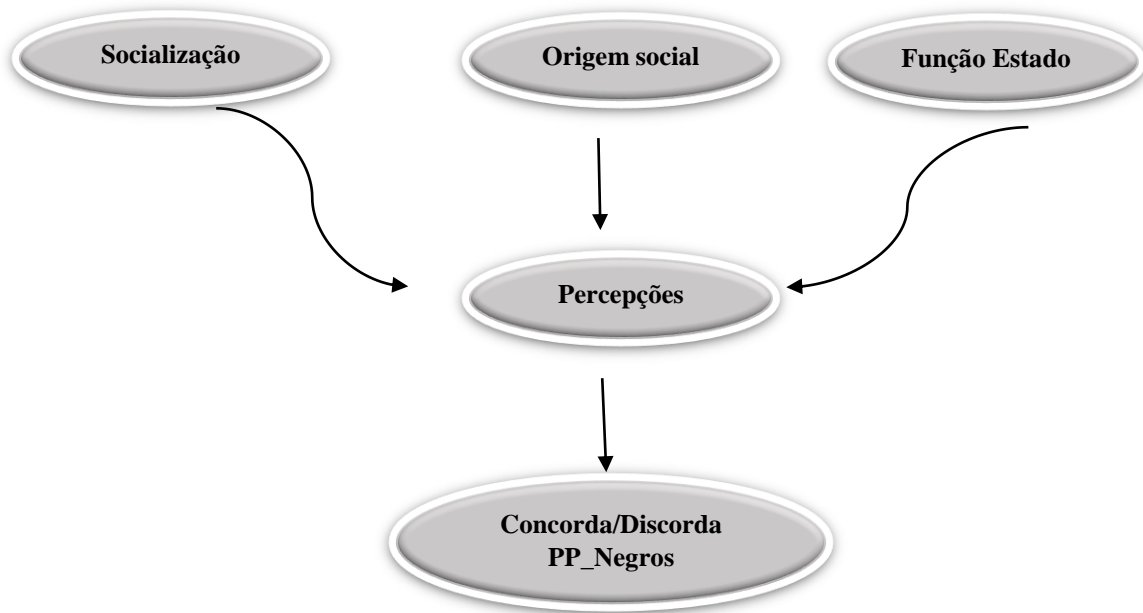 Socialização
Origem social
Função Estado
Percepções
Concorda/Discorda
PP_Negros